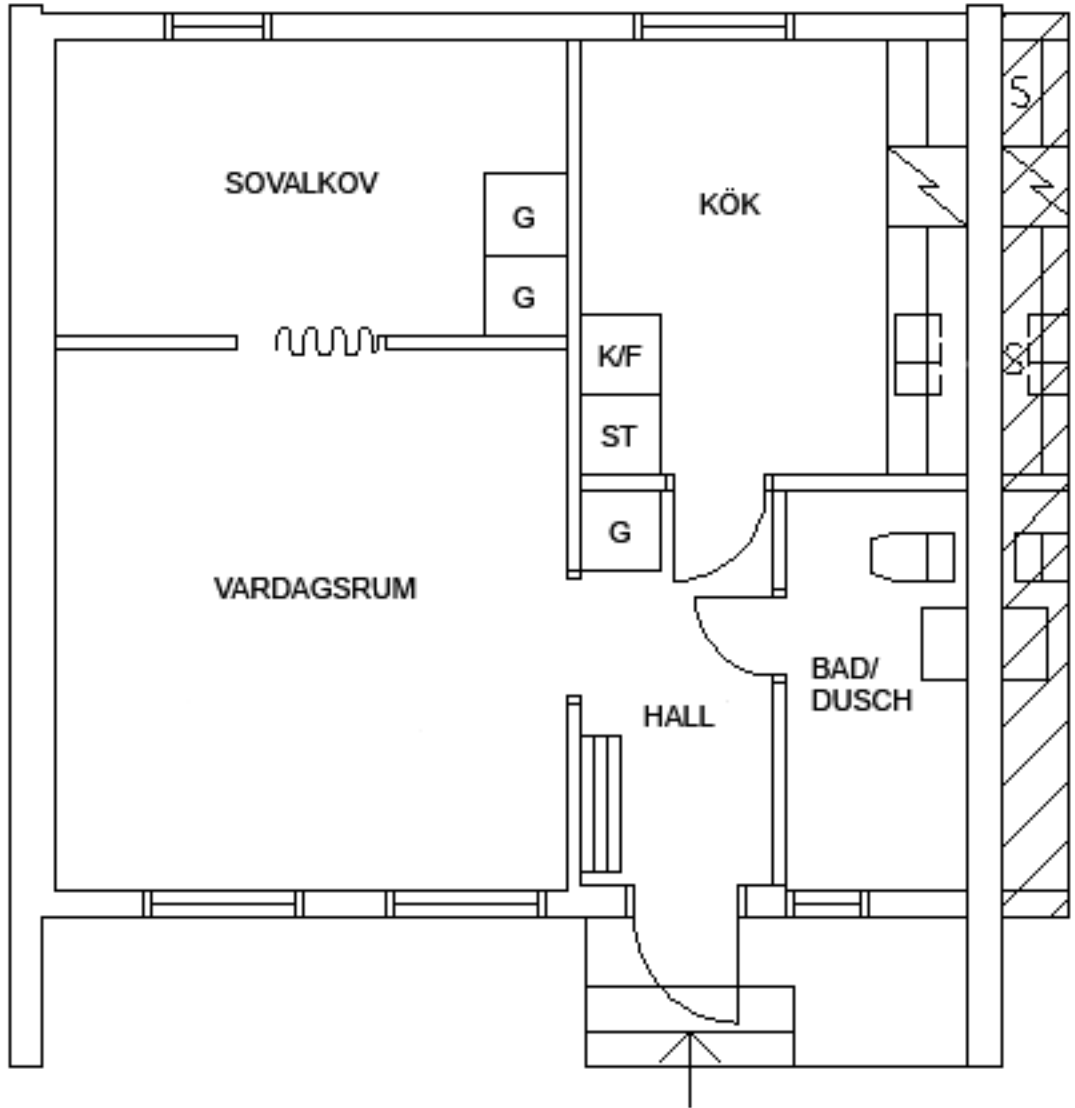 S
SOVALKOV
KÖK
G
G
K/F
S
ST
G
VARDAGSRUM
BAD/
DUSCH
HALL